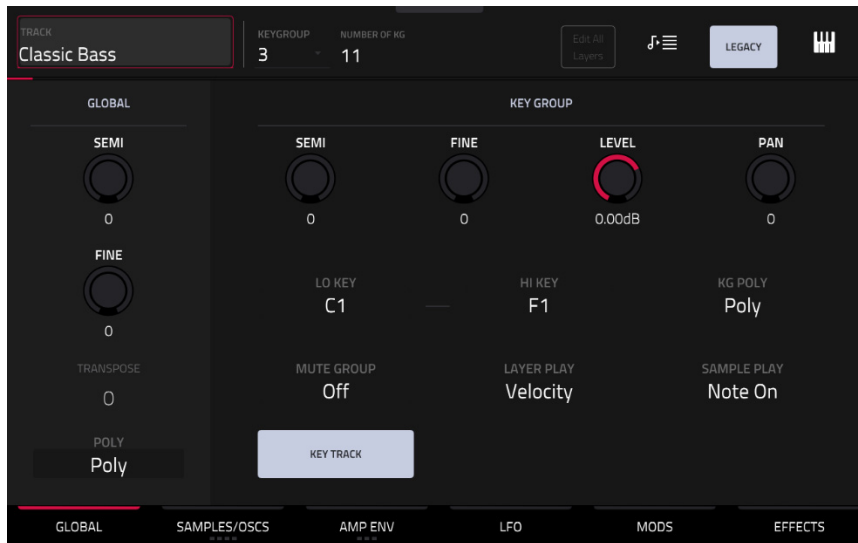 TRACK
Classic Bass
KEYGROUP
3
NUMBER OF KG
11
Edit All
Layers
LEGACY
GLOBAL
SEMI
0
FINE
0
TRANSPOSE
0
POLY
Poly
KEY GROUP
SEMI FINE LEVEL PAN
0 0 0.00dB 0
LO KEY HI KEY KG POLY
C1 — F1 Poly
MUTE GROUP LAYER PLAY SAMPLE PLAY
Off Velocity Note On
KEY TRACK
GLOBAL SAMPLES/OSCS AMP ENV LFO MODS EFFECTS